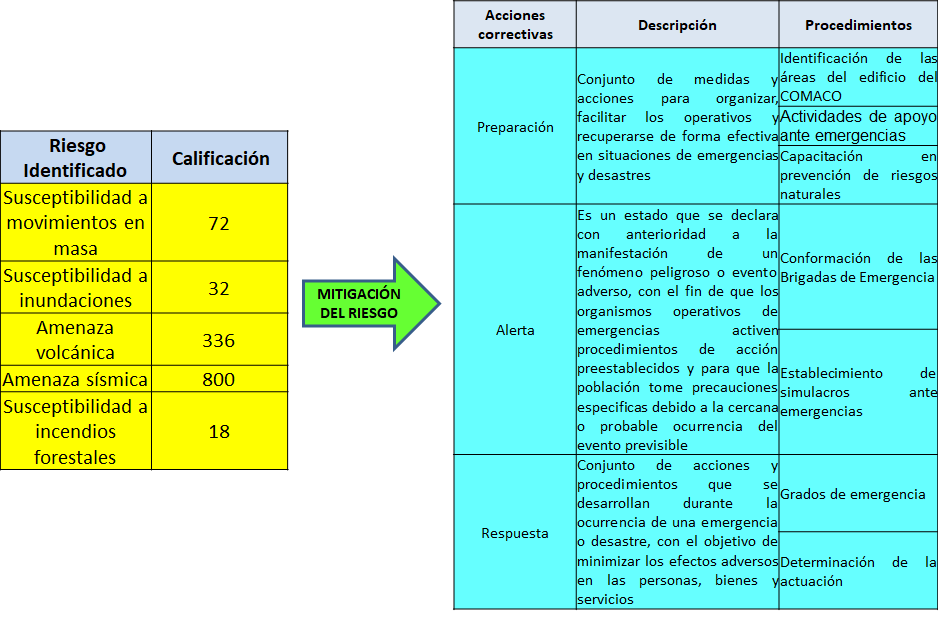 Riesgo
Identificado
Calificación
Susceptibilidad a
movimientos en
masa
72
Susceptibilidad a
inundaciones
32
Amenaza
volcánica
336
Amenaza sísmica
800
Susceptibilidad a
incendios
forestales
18
MITIGACIÓN
DEL RIESGO
Acciones
correctivas
Descripción
Procedimientos
Preparación
Conjunto de medidas y
acciones para organizar,
facilitar los operativos y
recuperarse de forma efectiva
en situaciones de emergencias
y desastres
Identificación de las
áreas del edificio del
COMACO
Actividades de apoyo
ante emergencias
Capacitación en
prevención de riesgos
naturales
Alerta
Es un estado que se declara
con anterioridad a la
manifestación de un
fenómeno peligroso o evento
adverso, con el fin de que los
organismos operativos de
emergencias activen
procedimientos de acción
preestablecidos y para que la
población tome precauciones
especificas debido a la cercana
o probable ocurrencia del
evento previsible
Conformación de las
Brigadas de Emergencia
Establecimiento de
simulacros ante
emergencias
Respuesta
Conjunto de acciones y
procedimientos que se
desarrollan durante la
ocurrencia de una emergencia
o desastre, con el objetivo de
minimizar los efectos adversos
en las personas, bienes y
servicios
Grados de emergencia
Determinación de la
actuación